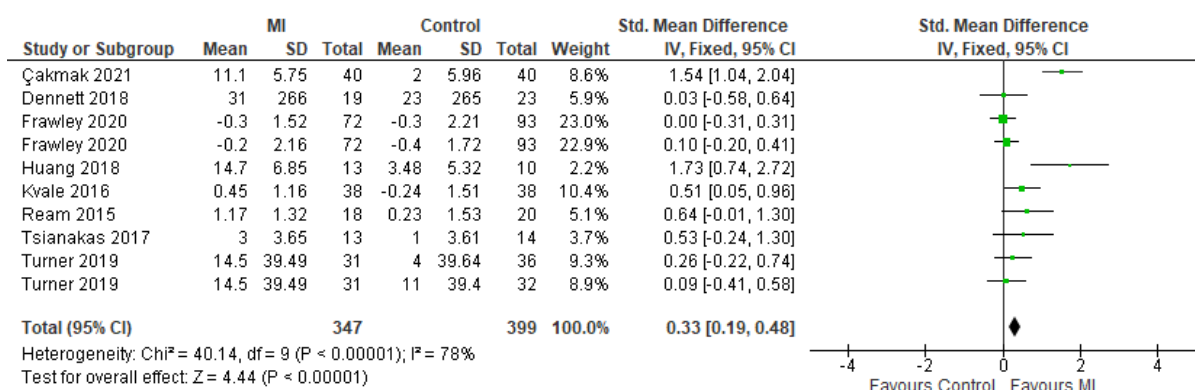 MI Control Std. Mean Difference Std. Mean Difference
Study or Subgroup Mean SD Total Mean SD Total Weight IV, Fixed, 95% CI IV, Fixed, 95% CI
Çakmak 2021 11.1 5.75 40 2 5.96 40 8.6% 1.54 [1.04, 2.04]
Dennett 2018 31 266 19 23 265 23 5.9% 0.03 [-0.58, 0.64]
Frawley 2020 -0.3 1.52 72 -0.3 2.21 93 23.0% 0.00 [-0.31, 0.31]
Frawley 2020 -0.2 2.16 72 -0.4 1.72 93 22.9% 0.10 [-0.20, 0.41]
Huang 2018 14.7 6.85 13 3.48 5.32 10 2.2% 1.73 [0.74, 2.72]
Kvale 2016 0.45 1.16 38 -0.24 1.51 38 10.4% 0.51 [0.05, 0.96]
Ream 2015 1.17 1.32 18 0.23 1.53 20 5.1% 0.64 [-0.01, 1.30]
Tsianakas 2017 3 3.65 13 1 3.61 14 3.7% 0.53 [-0.24, 1.30]
Turner 2019 14.5 39.49 31 4 39.64 36 9.3% 0.26 [-0.22, 0.74]
Turner 2019 14.5 39.49 31 11 39.4 32 8.9% 0.09 [-0.41, 0.58]
Total (95% CI) 347 399 100.0% 0.33 [0.19, 0.48]
Heterogeneity: Chi² = 40.14, df = 9 (P < 0.00001); I² = 78%
Test for overall effect: Z = 4.44 (P < 0.00001)
-4 -2 0 2 4
Favours Control Favours MI